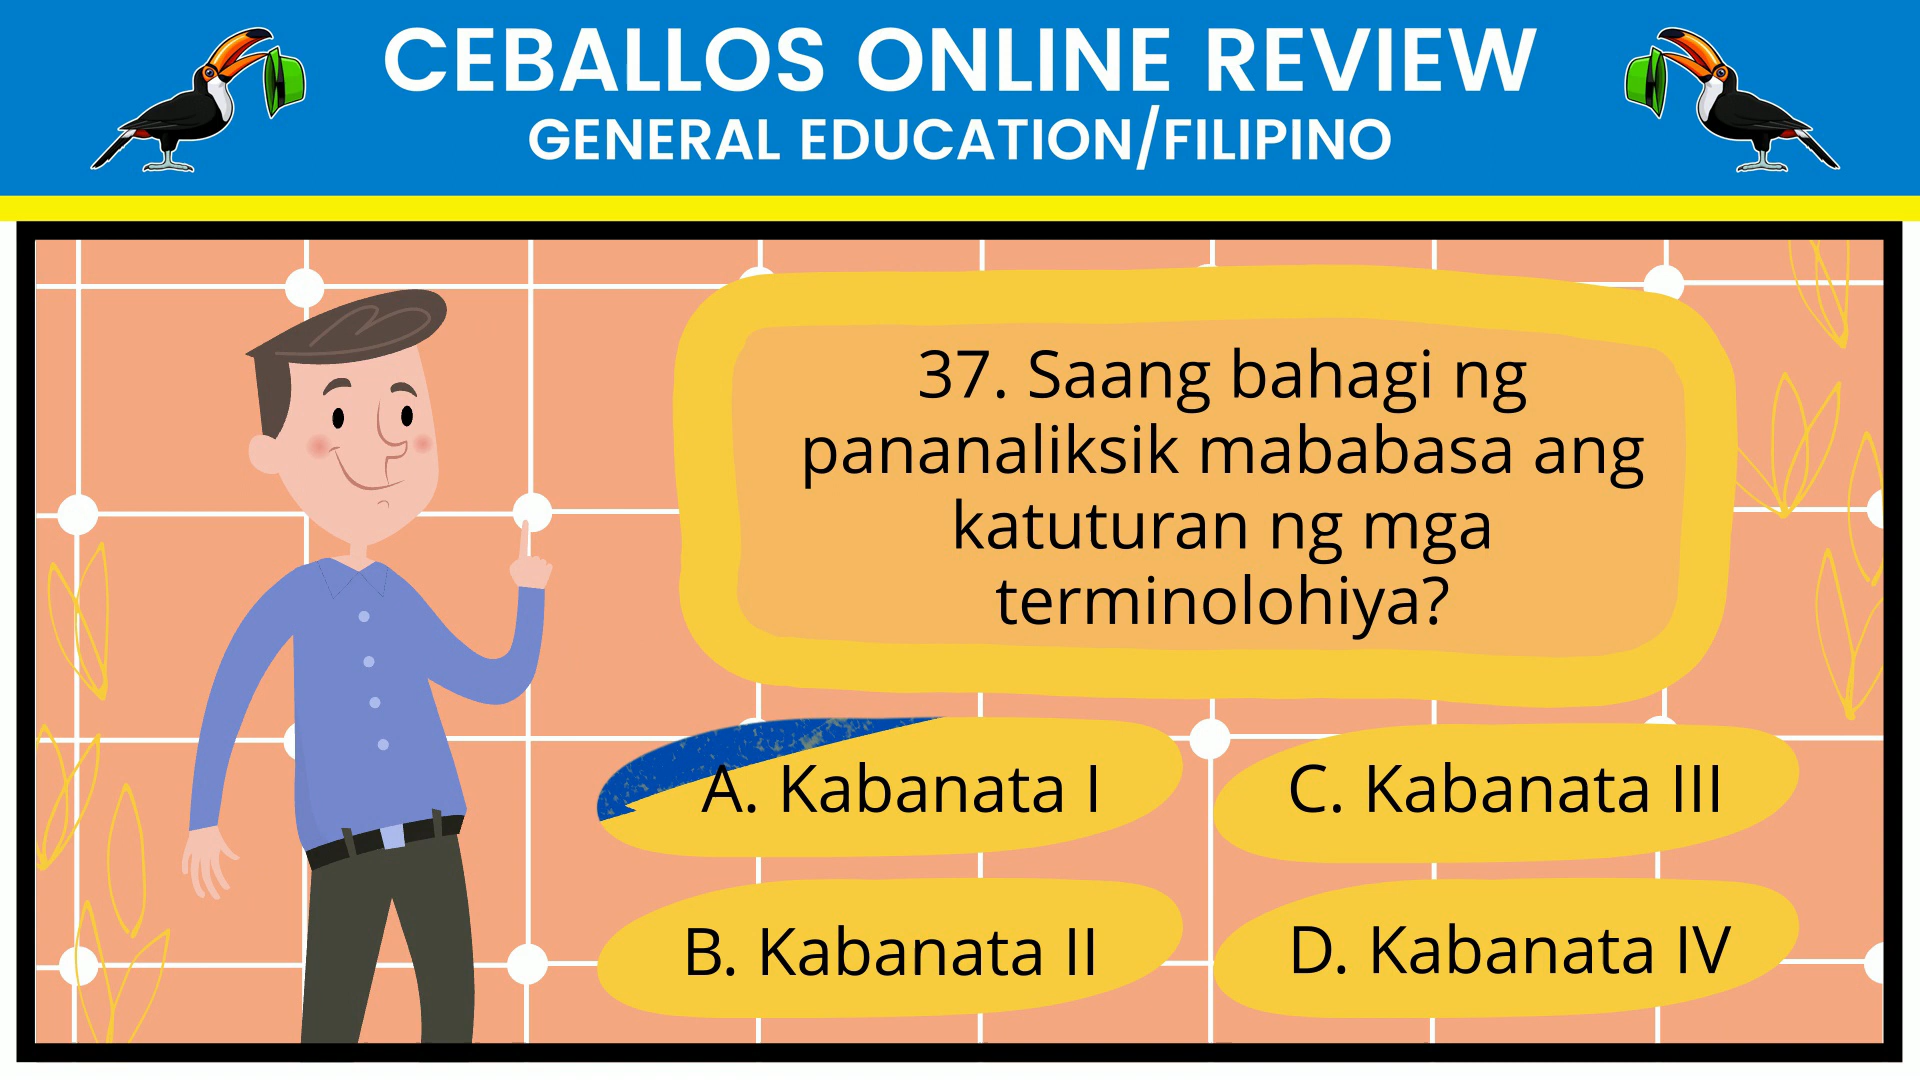 CEBALLOS ONLINE REVIEW
GENERAL EDUCATION/FILIPINO
37. Saang bahagi ng
pananaliksik mababasa ang
katuturan ng mga
terminolohiya?
A. Kabanata I
B. Kabanata II
C. Kabanata III
D. Kabanata IV